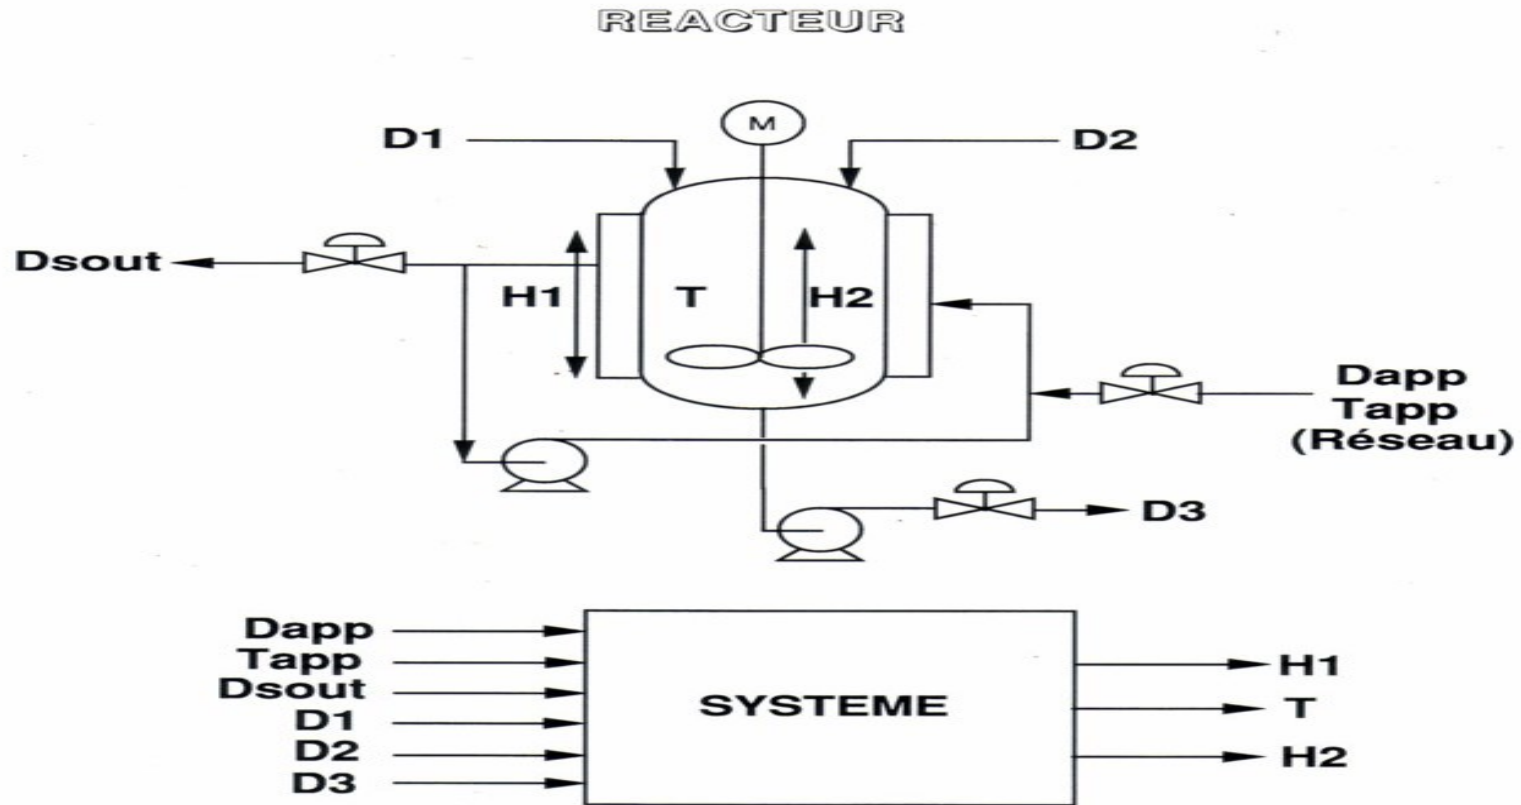 REACTEUR
M
D1
D2
Dsout
H1
T
H2
Dapp
Tapp
(Réseau)
D3
Dapp
Tapp
Dsout
D1
D2
D3
SYSTEME
H1
T
H2